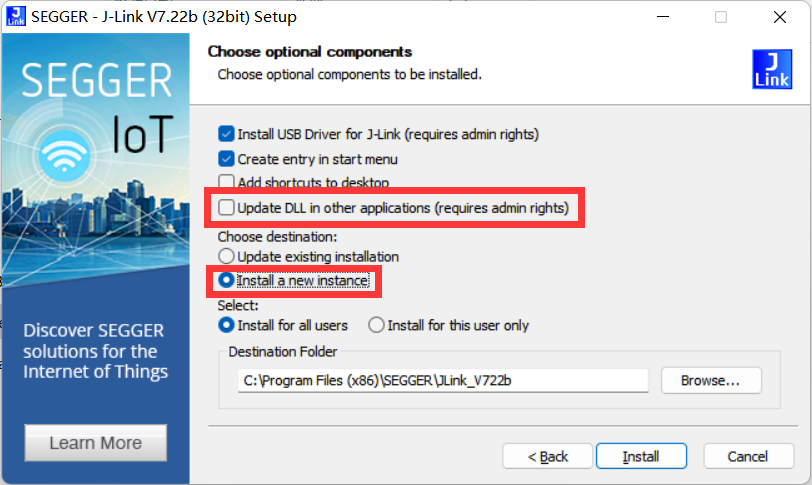 SEGGER - J-Link V7.22b (32bit) Setup
Choose optional components
Choose optional components to be installed.
J
Link
SEGGER
IoT
Install USB Driver for J-Link (requires admin rights)
Create entry in start menu
Add shortcuts to desktop
Update DLL in other applications (requires admin rights)
Choose destination:
Update existing installation
Install a new instance
Select:
Install for all users
Install for this user only
Destination Folder
C:\Program Files (x86)\SEGGER\JLink_V722b
Browse...
Discover SEGGER
solutions for the
Internet of Things
Learn More
< Back
Install
Cancel